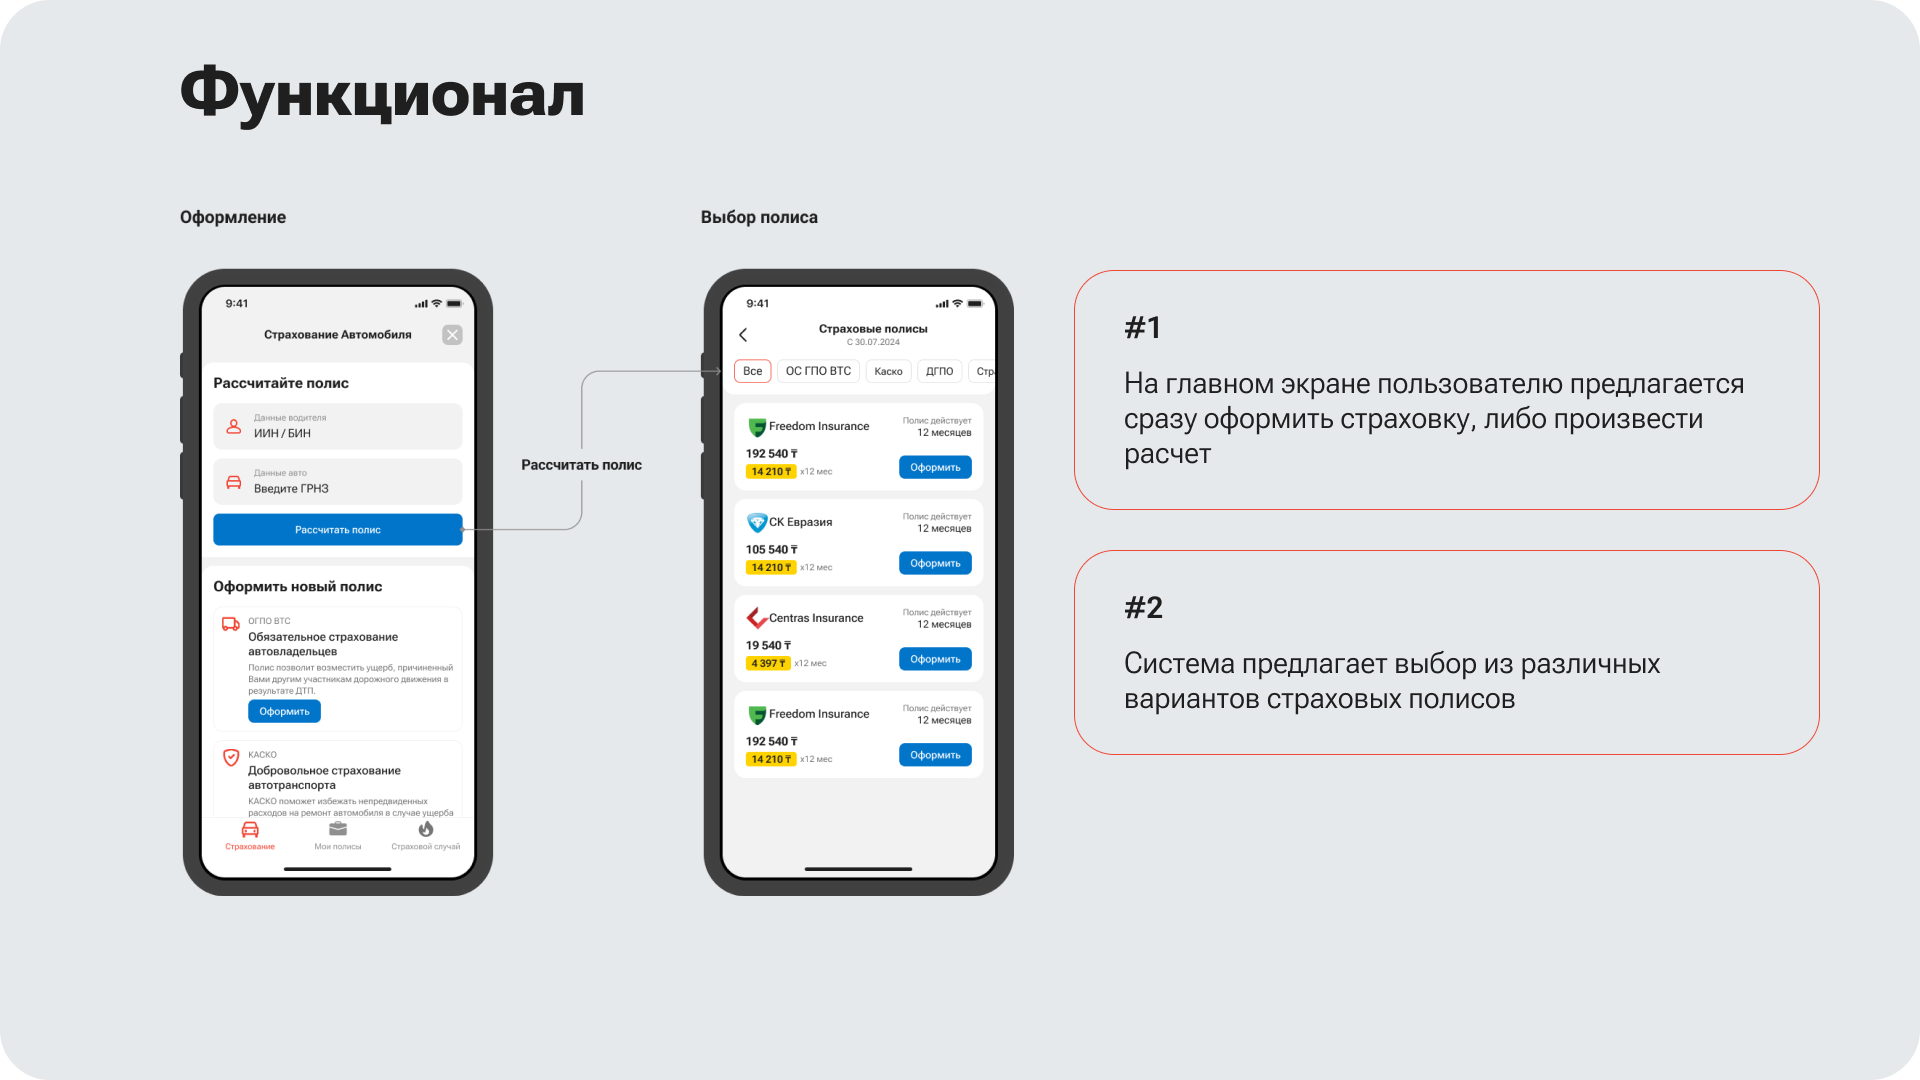 Функционал
Оформление
9:41
Страхование Автомобиля
Рассчитайте полис
Данные водителя
ИИН / БИН
Данные авто
Введите ГРНЗ
Рассчитать полис
Оформить новый полис
ОГПО ВТС
Обязательное страхование
автовладельцев
Полис позволит возместить ущерб, причиненный
Вами другим участникам дорожного движения в
результате ДТП.
Оформить
КАСКО
Добровольное страхование
автотранспорта
КАСКО поможет избежать непредвиденных
расходов на ремонт автомобиля в случае ущерба
Страхование
Мои полисы
Страховой случай
Рассчитать полис
Выбор полиса
9:41
Страховые полисы
С 30.07.2024
Все
ОС ГПО ВТС
Каско
ДГПО
Стр
Freedom Insurance
Полис действует
12 месяцев
192 540 ₸
14 210 ₸ x12 мес
Оформить
СК Евразия
Полис действует
12 месяцев
105 540 ₸
14 210 ₸ x12 мес
Оформить
Centras Insurance
Полис действует
12 месяцев
19 540 ₸
4 397 ₸ x12 мес
Оформить
Freedom Insurance
Полис действует
12 месяцев
192 540 ₸
14 210 ₸ x12 мес
Оформить
#1
На главном экране пользователю предлагается
сразу оформить страховку, либо произвести
расчет
#2
Система предлагает выбор из различных
вариантов страховых полисов